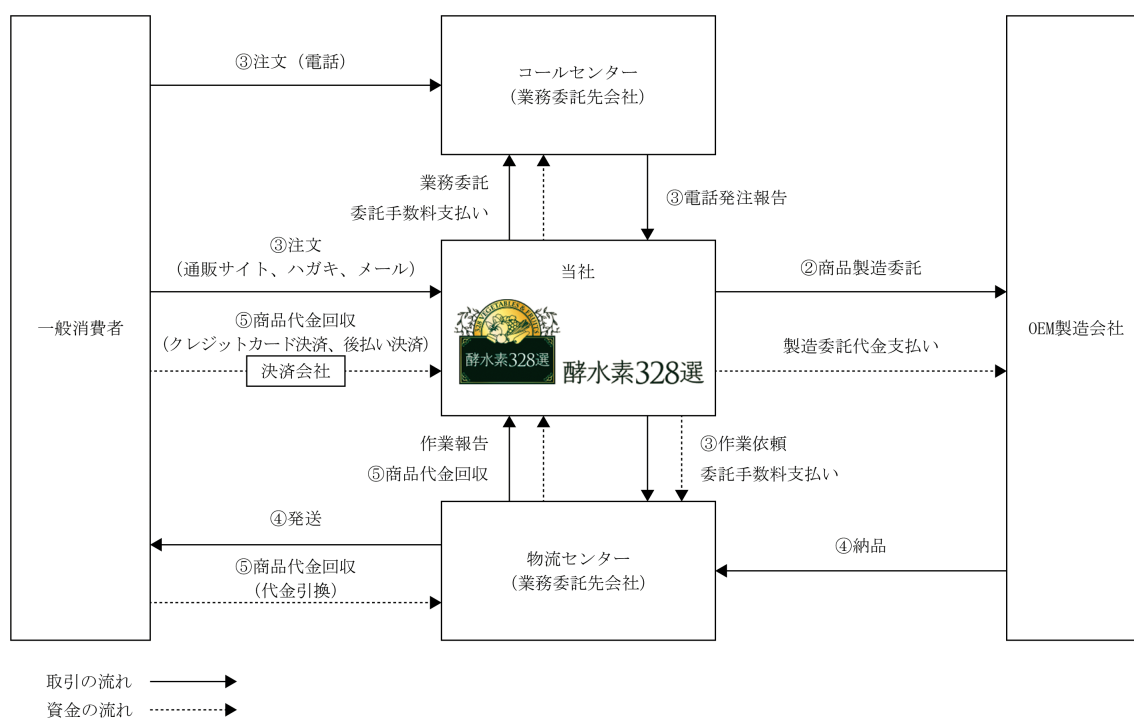 ③注文（電話）
コールセンター
（業務委託先会社）
業務委託
委託手数料支払い
③電話発注報告
③注文
（通販サイト、ハガキ、メール）
当社
②商品製造委託
一般消費者
⑤商品代金回収
（クレジットカード決済、後払い決済）
決済会社
328 VEGETABLES & FRUITS
酵水素328選
酵水素328選
製造委託代金支払い
OEM製造会社
作業報告
⑤商品代金回収
③作業依頼
委託手数料支払い
④発送
物流センター
（業務委託先会社）
④納品
⑤商品代金回収
（代金引換）
取引の流れ
資金の流れ